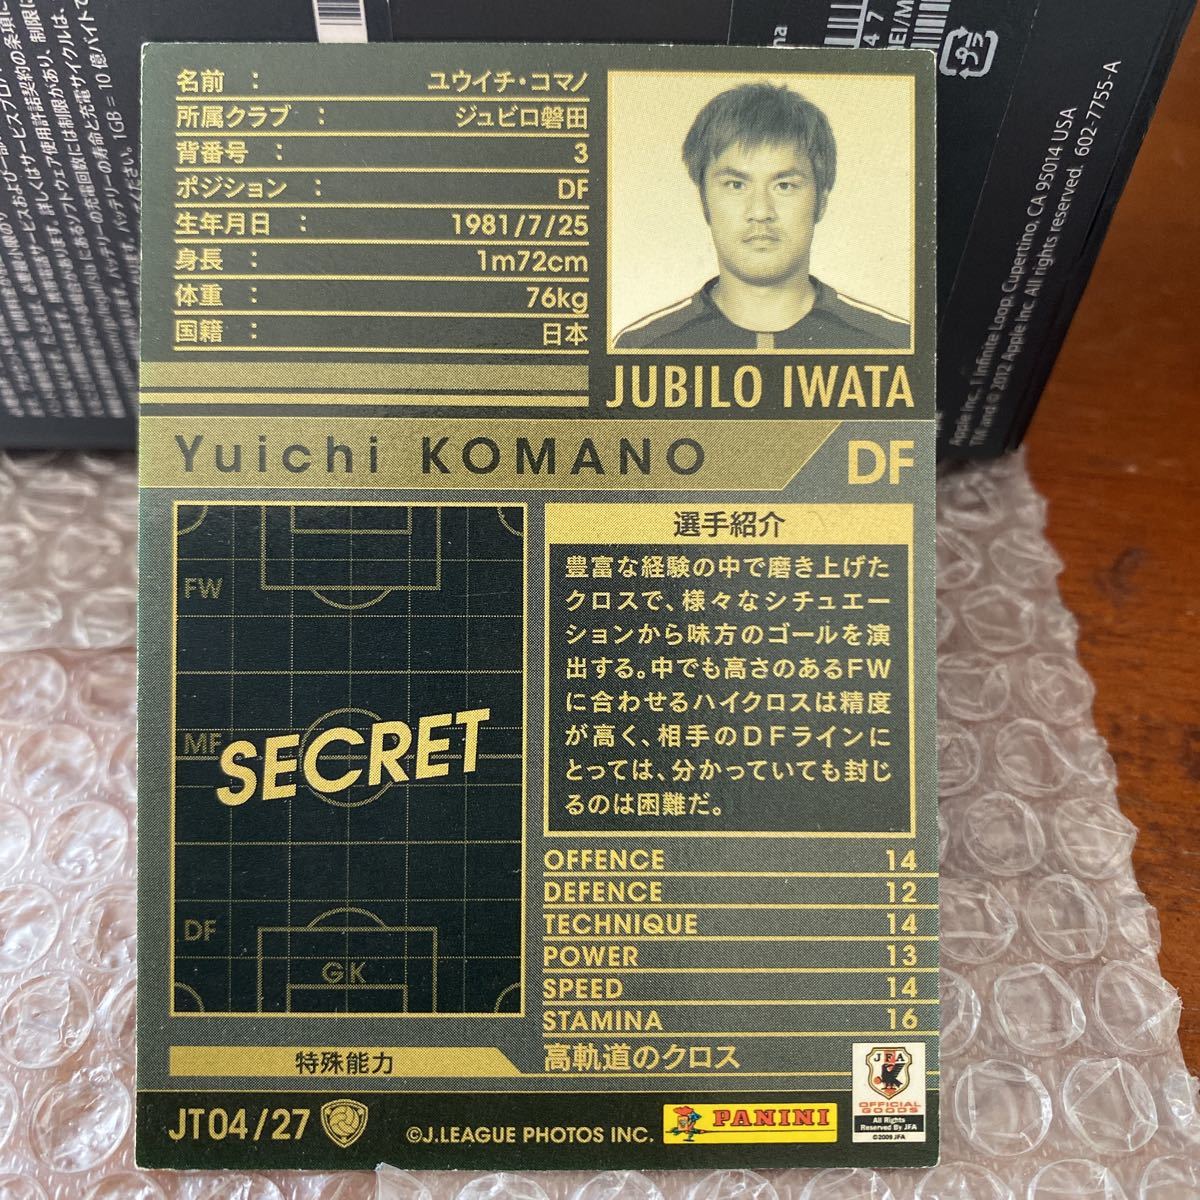 名前 : ユウイチ・コマノ
所属クラブ : ジュビロ磐田
背番号 : 3
ポジション : DF
生年月日 : 1981/7/25
身長 : 1m72cm
体重 : 76kg
国籍 : 日本
JUBILO IWATA
Yuichi KOMANO
DF
FW
MF
SECRET
DF
GK
選手紹介
豊富な経験の中で磨き上げた
クロスで、様々なシチュエー
ションから味方のゴールを演
出する。中でも高さのあるFW
に合わせるハイクロスは精度
が高く、相手のDFラインに
とっては、分かっていても封じ
るのは困難だ。
OFFENCE 14
DEFENCE 12
TECHNIQUE 14
POWER 13
SPEED 14
STAMINA 16
特殊能力
高軌道のクロス
JT04/27
©J.LEAGUE PHOTOS INC.
PANINI
JFA
OFFICIAL
GOODS
All Rights
Reserved By JFA
©2009 JFA
Apple Inc. 1 Infinite Loop, Cupertino, CA 95014 USA
TM and © 2012 Apple Inc. All rights reserved. 602-7755-A
プラ